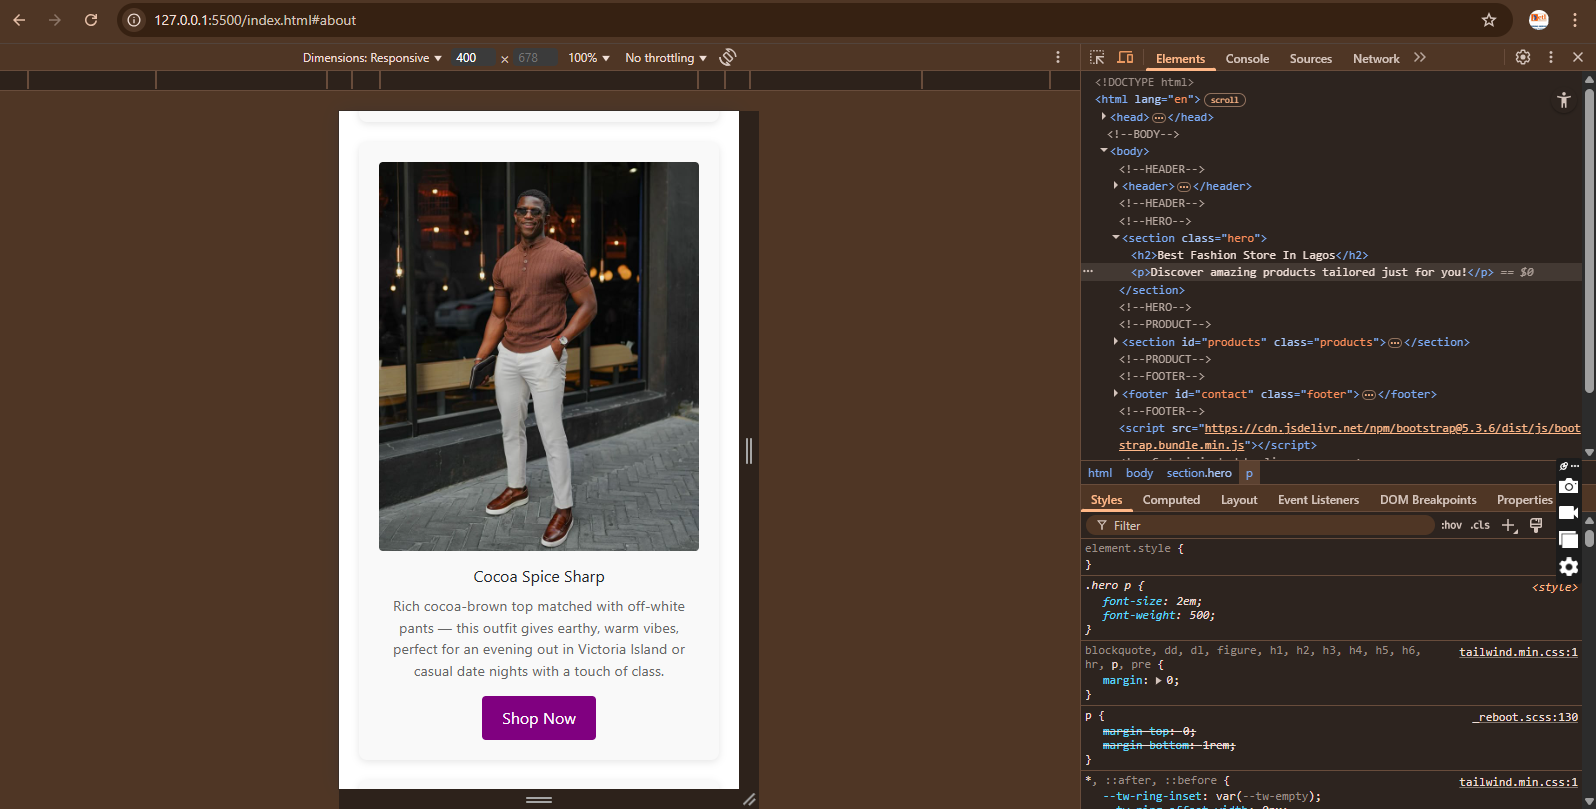 127.0.0.1:5500/index.html#about
Dimensions: Responsive 400 × 678 100% No throttling
Elements Console Sources Network
<!DOCTYPE html>
<html lang="en"> scroll
<head> ⋯ </head>
<!--BODY-->
<body>
<!--HEADER-->
<header> ⋯ </header>
<!--HEADER-->
<!--HERO-->
<section class="hero">
<h2>Best Fashion Store In Lagos</h2>
<p>Discover amazing products tailored just for you!</p> == $0
</section>
<!--HERO-->
<!--PRODUCT-->
<section id="products" class="products"> ⋯ </section>
<!--PRODUCT-->
<!--FOOTER-->
<footer id="contact" class="footer"> ⋯ </footer>
<!--FOOTER-->
<script src="https://cdn.jsdelivr.net/npm/bootstrap@5.3.6/dist/js/boot
strap.bundle.min.js"></script>
html body section.hero p
Styles Computed Layout Event Listeners DOM Breakpoints Properties
Filter :hov .cls
element.style {
}
.hero p { <style>
font-size: 2em;
font-weight: 500;
}
blockquote, dd, dl, figure, h1, h2, h3, h4, h5, h6, tailwind.min.css:1
hr, p, pre {
margin: 0;
}
p { _reboot.scss:130
margin-top: 0;
margin-bottom: 1rem;
}
*, ::after, ::before { tailwind.min.css:1
--tw-ring-inset: var(--tw-empty);
Cocoa Spice Sharp
Rich cocoa-brown top matched with off-white
pants — this outfit gives earthy, warm vibes,
perfect for an evening out in Victoria Island or
casual date nights with a touch of class.
Shop Now